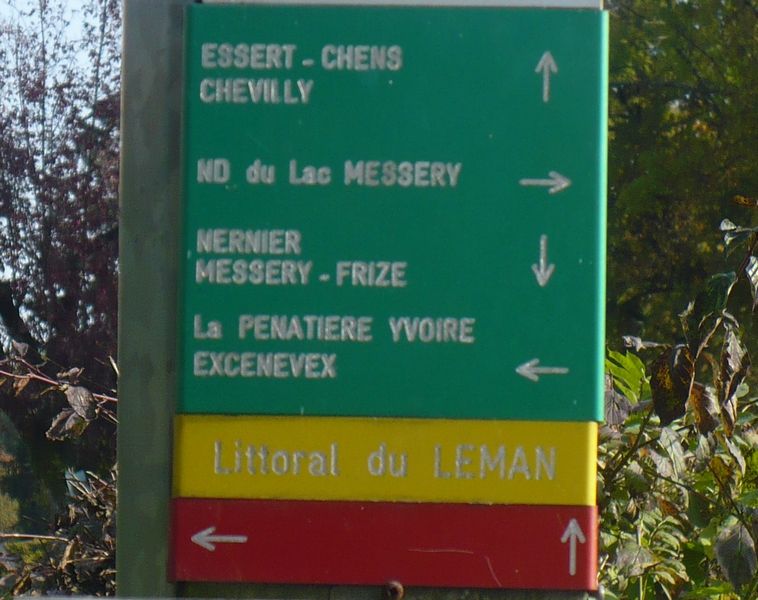 ESSERT - CHENS
CHEVILLY
ND du Lac MESSERY
NERNIER
MESSERY - FRIZE
La PENATIERE YVOIRE
EXCENEVEX
Littoral du LEMAN